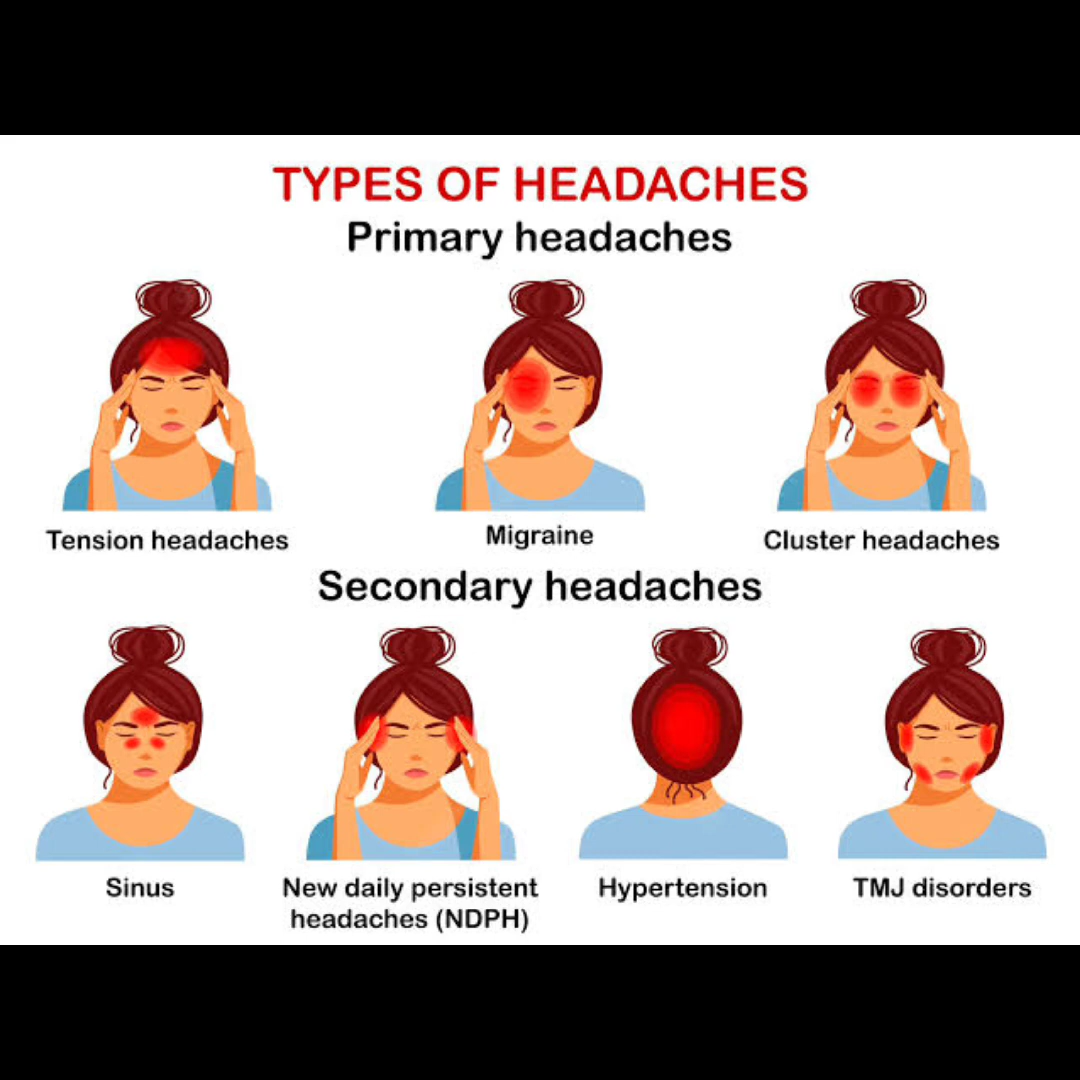 TYPES OF HEADACHES
Primary headaches
Tension headaches
Migraine
Cluster headaches
Secondary headaches
Sinus
New daily persistent
headaches (NDPH)
Hypertension
TMJ disorders